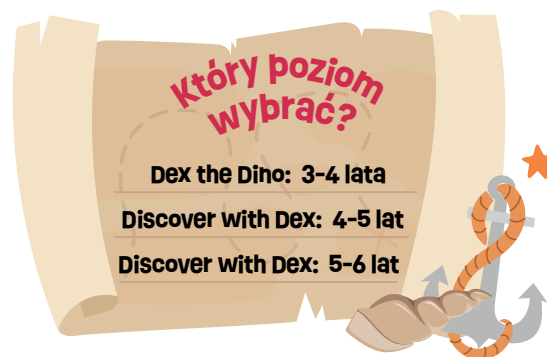 Który poziom
wybrać?
Dex the Dino: 3-4 lata
Discover with Dex: 4-5 lat
Discover with Dex: 5-6 lat